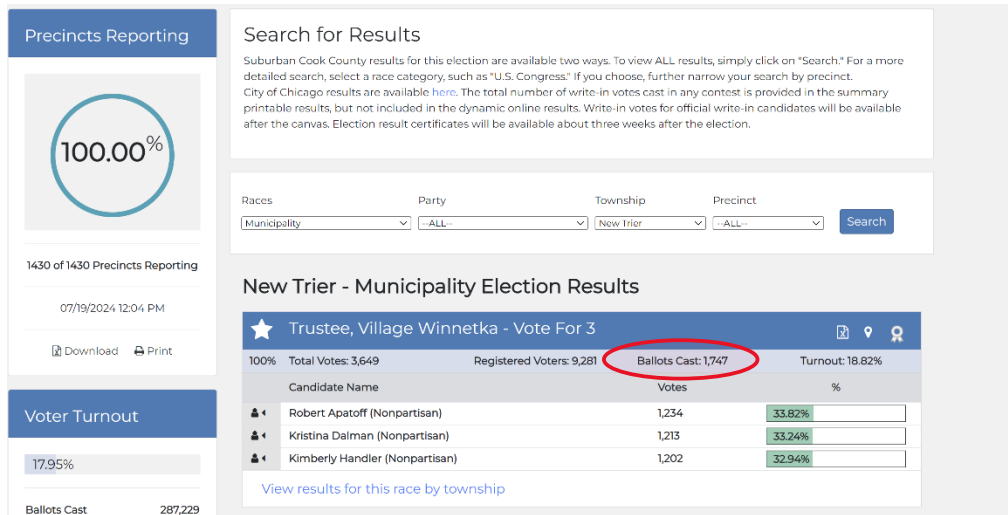 Precincts Reporting
100.00%
1430 of 1430 Precincts Reporting
07/19/2024 12:04 PM
Download Print
Voter Turnout
17.95%
Ballots Cast 287,229
Search for Results
Suburban Cook County results for this election are available two ways. To view ALL results, simply click on "Search." For a more
detailed search, select a race category, such as "U.S. Congress." If you choose, further narrow your search by precinct.
City of Chicago results are available here. The total number of write-in votes cast in any contest is provided in the summary
printable results, but not included in the dynamic online results. Write-in votes for official write-in candidates will be available
after the canvas. Election result certificates will be available about three weeks after the election.
Races Party Township Precinct
Municipality --ALL-- New Trier --ALL-- Search
New Trier - Municipality Election Results
Trustee, Village Winnetka - Vote For 3
100% Total Votes: 3,649 Registered Voters: 9,281 Ballots Cast: 1,747 Turnout: 18.82%
Candidate Name Votes %
Robert Apatoff (Nonpartisan) 1,234 33.82%
Kristina Dalman (Nonpartisan) 1,213 33.24%
Kimberly Handler (Nonpartisan) 1,202 32.94%
View results for this race by township